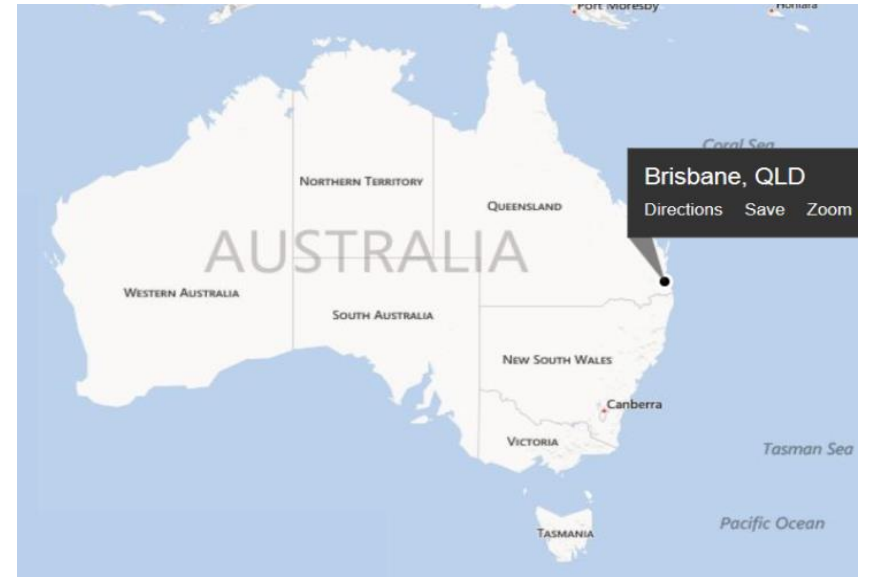 Port Moresby
Honiara
Coral Sea
Brisbane, QLD
Directions Save Zoom
NORTHERN TERRITORY
QUEENSLAND
AUSTRALIA
WESTERN AUSTRALIA
SOUTH AUSTRALIA
NEW SOUTH WALES
Canberra
VICTORIA
Tasman Sea
Pacific Ocean
TASMANIA